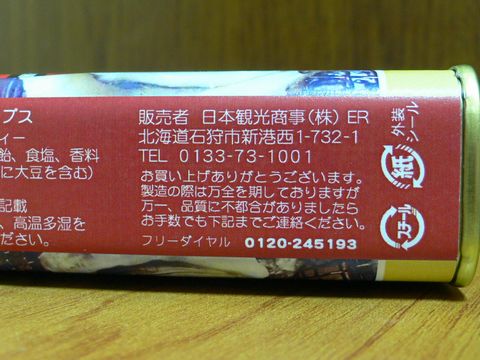 プス
ィー
飴、食塩、香料
に大豆を含む)
記載
、高温多湿を
ださい。
販売者 日本観光商事(株) ER
北海道石狩市新港西1-732-1
TEL 0133-73-1001
お買い上げありがとうございます。
製造の際は万全を期しておりますが
万一、品質に不都合がありましたら
お手数でも下記までご連絡ください。
フリーダイヤル 0120-245193
紙
外装
シール
スチール